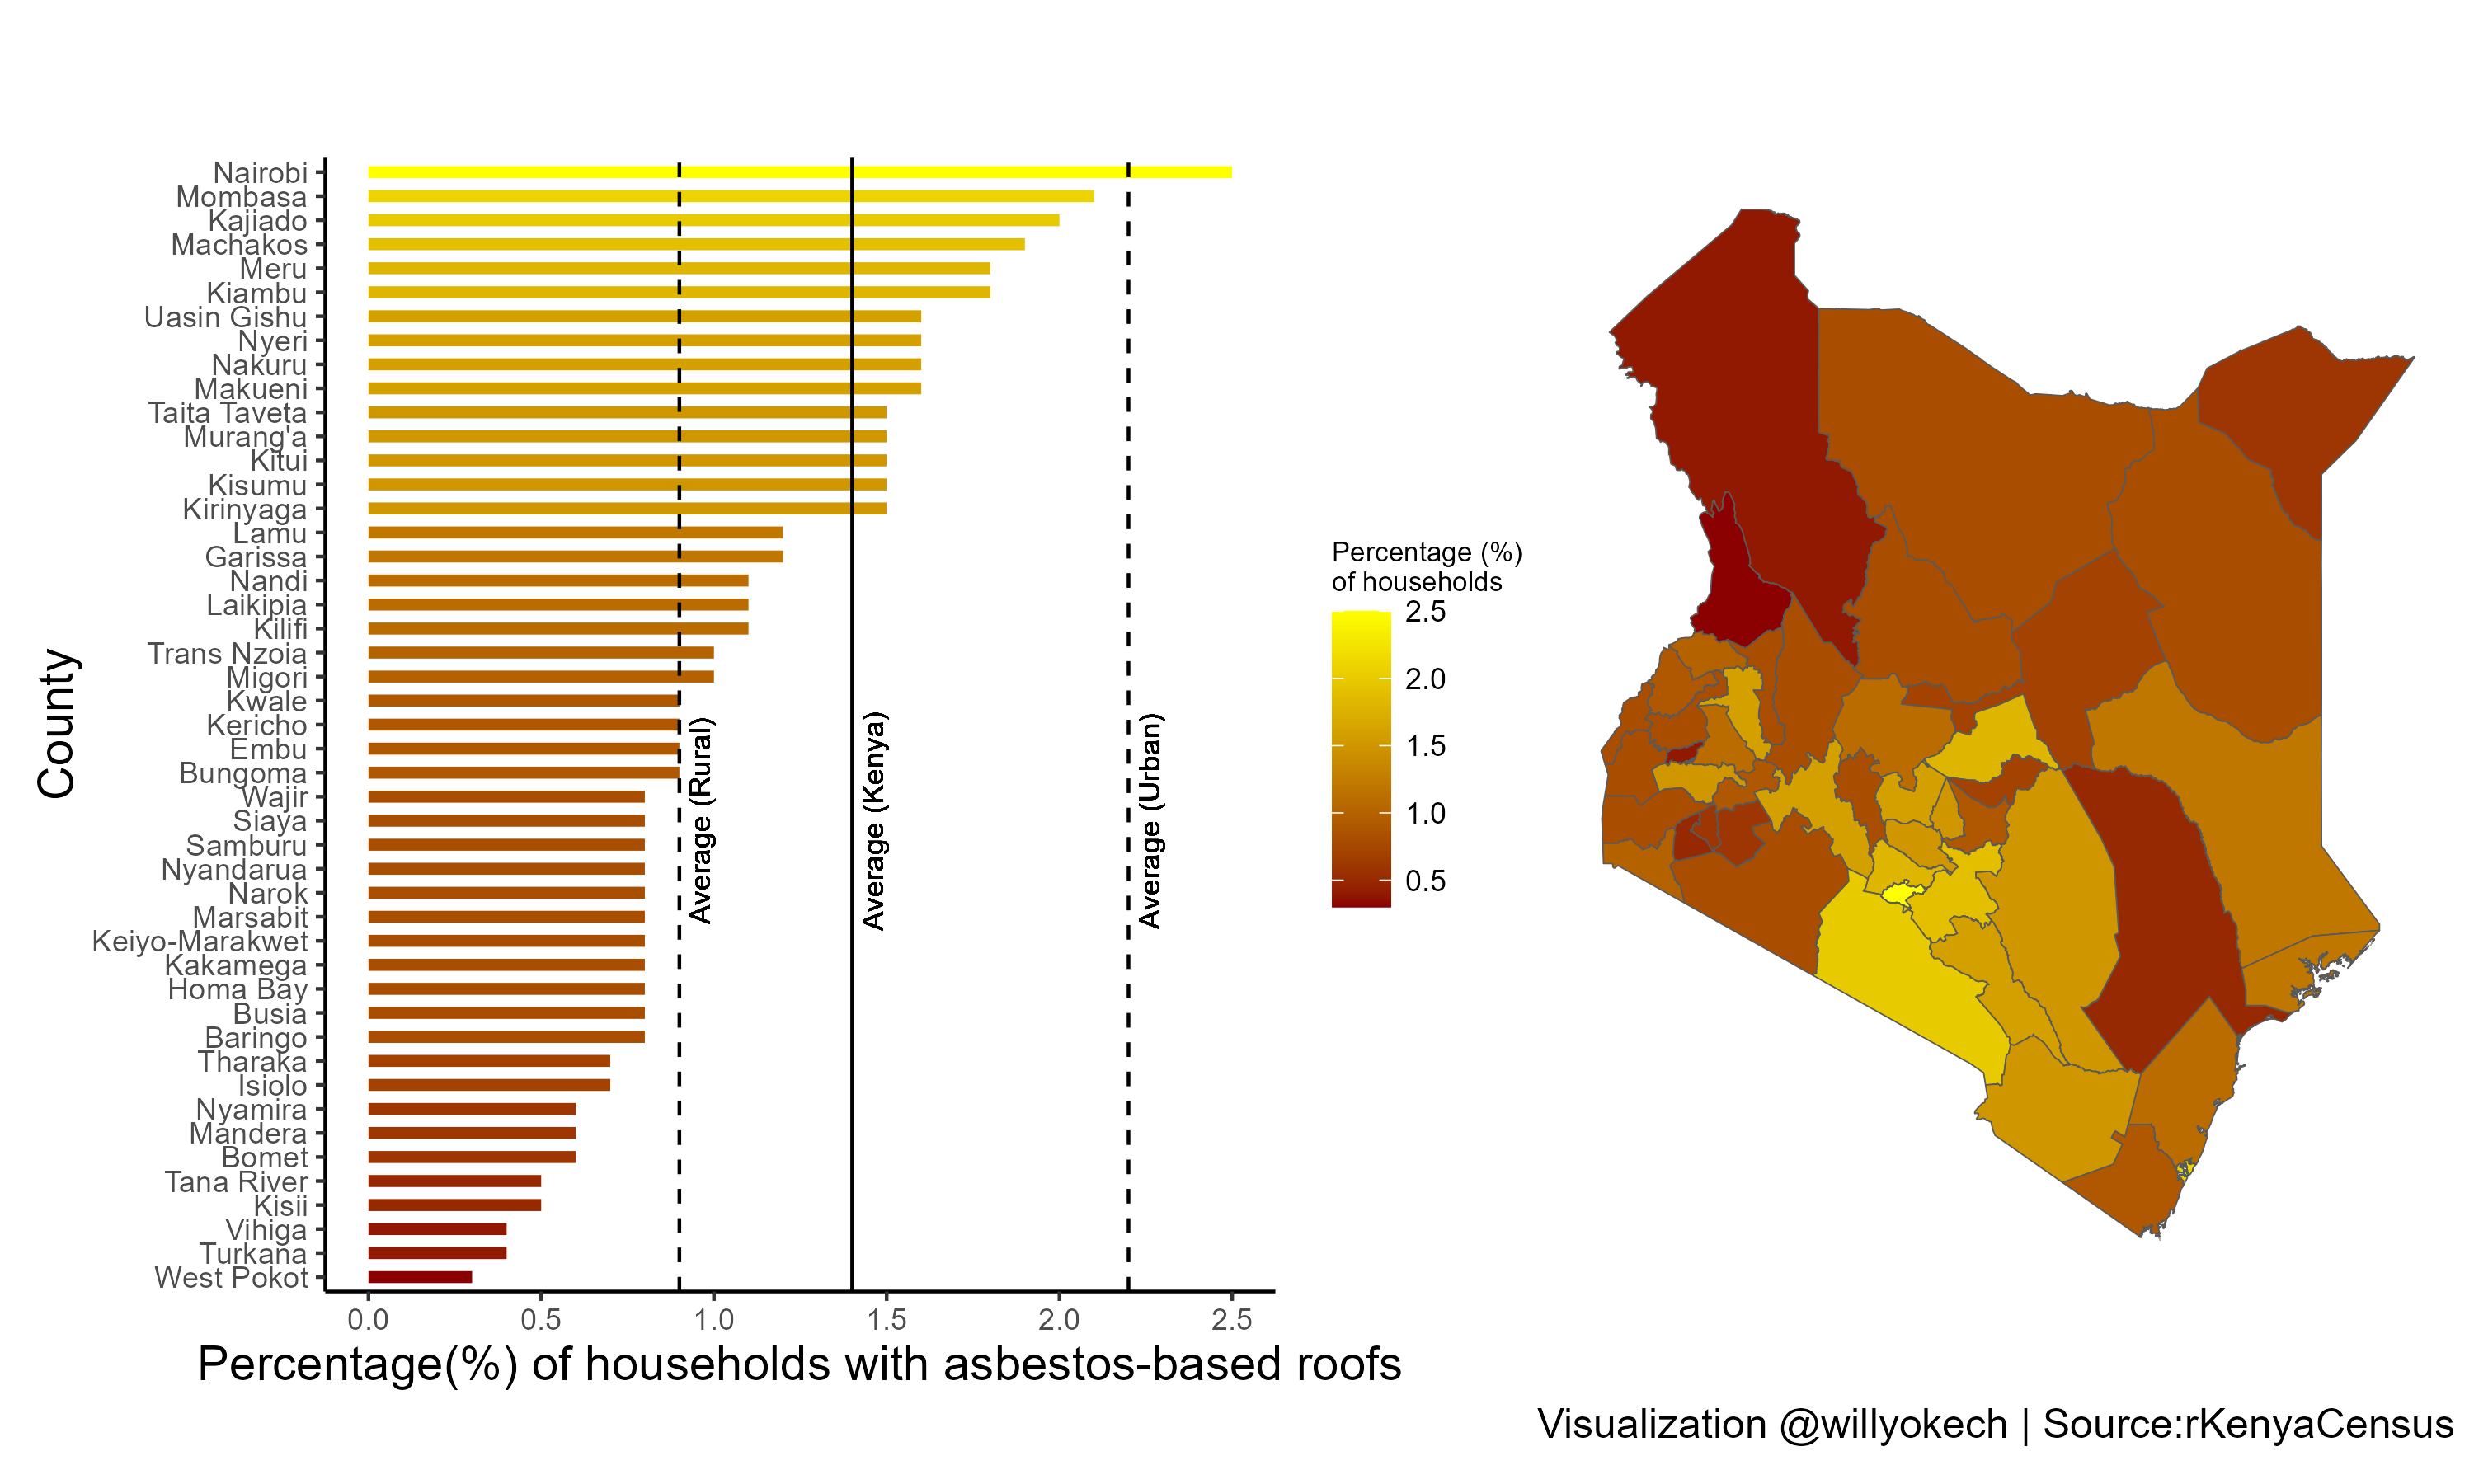 County
Nairobi
Mombasa
Kajiado
Machakos
Meru
Kiambu
Uasin Gishu
Nyeri
Nakuru
Makueni
Taita Taveta
Murang'a
Kitui
Kisumu
Kirinyaga
Lamu
Garissa
Nandi
Laikipia
Kilifi
Trans Nzoia
Migori
Kwale
Kericho
Embu
Bungoma
Wajir
Siaya
Samburu
Nyandarua
Narok
Marsabit
Keiyo-Marakwet
Kakamega
Homa Bay
Busia
Baringo
Tharaka
Isiolo
Nyamira
Mandera
Bomet
Tana River
Kisii
Vihiga
Turkana
West Pokot
Average (Rural)
Average (Kenya)
Average (Urban)
0.0 0.5 1.0 1.5 2.0 2.5
Percentage(%) of households with asbestos-based roofs
Percentage (%)
of households
2.5
2.0
1.5
1.0
0.5
Visualization @willyokech | Source:rKenyaCensus